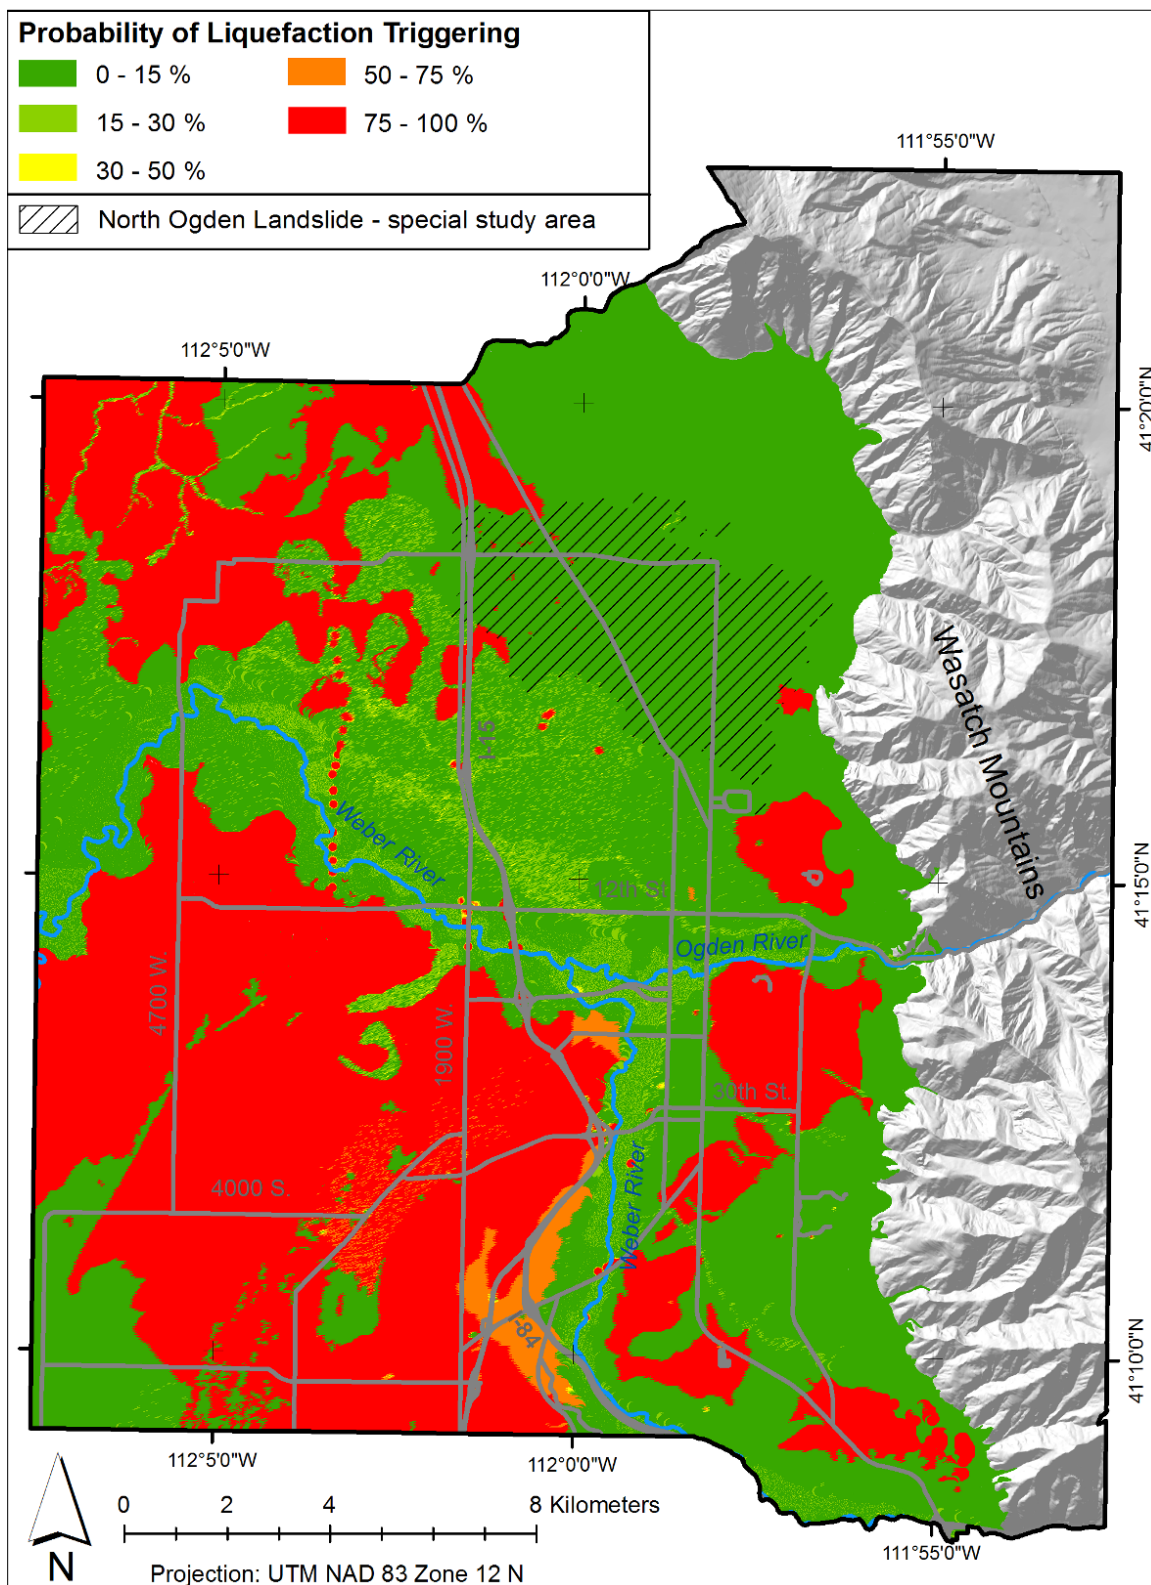 Probability of Liquefaction Triggering
0 - 15 %
50 - 75 %
15 - 30 %
75 - 100 %
30 - 50 %
North Ogden Landslide - special study area
111°55'0"W
112°0'0"W
112°5'0"W
41°20'0"N
Wasatch Mountains
I-15
Weber River
41°15'0"N
12th St.
Ogden River
4700 W.
1900 W.
30th St.
Weber River
4000 S.
I-84
41°10'0"N
112°5'0"W
112°0'0"W
111°55'0"W
0 2 4 8 Kilometers
N
Projection: UTM NAD 83 Zone 12 N